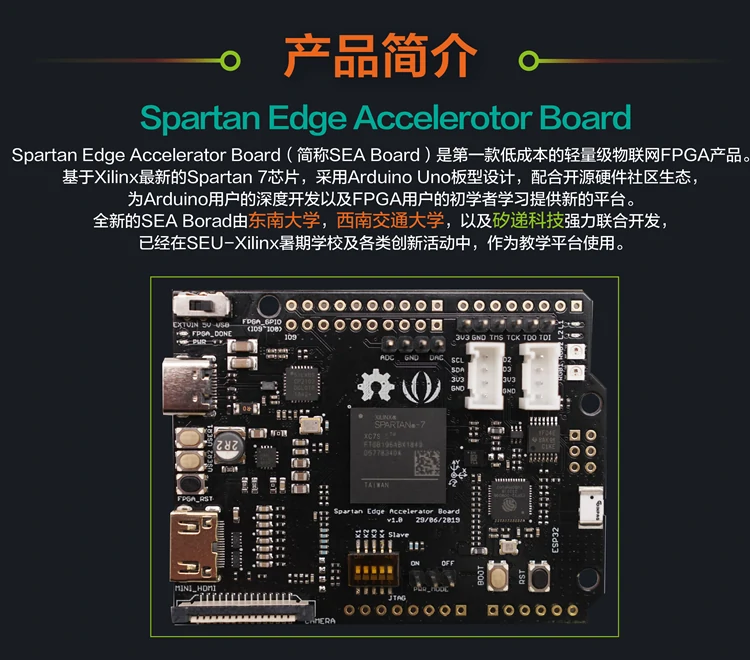 产品简介
Spartan Edge Accelerotor Board
Spartan Edge Accelerator Board（简称SEA Board）是第一款低成本的轻量级物联网FPGA产品。
基于Xilinx最新的Spartan 7芯片，采用Arduino Uno板型设计，配合开源硬件社区生态，
为Arduino用户的深度开发以及FPGA用户的初学者学习提供新的平台。
全新的SEA Borad由东南大学，西南交通大学，以及矽递科技强力联合开发，
已经在SEU-Xilinx暑期学校及各类创新活动中，作为教学平台使用。
EXTVIN 5V USB
FPGA_DONE
PWR
FPGA_GPIO
(IO9~IO0)
IO9
3V3 GND TMS TCK TDO TDI
L2 L1
ADC GND DAC
SCL
SDA
3V3
GND
D2
D3
3V3
GND
USER2 USER1
2R2
FPGA_RST
XILINX
SPARTAN-7
TAIWAN
Spartan Edge Accelerator Board
v1.0 29/06/2019
K1 K2 K3 K4
Slave
ON OFF
JTAG
PWR_MODE
BOOT
RST
ESP32
MINI_HDMI
CAMERA